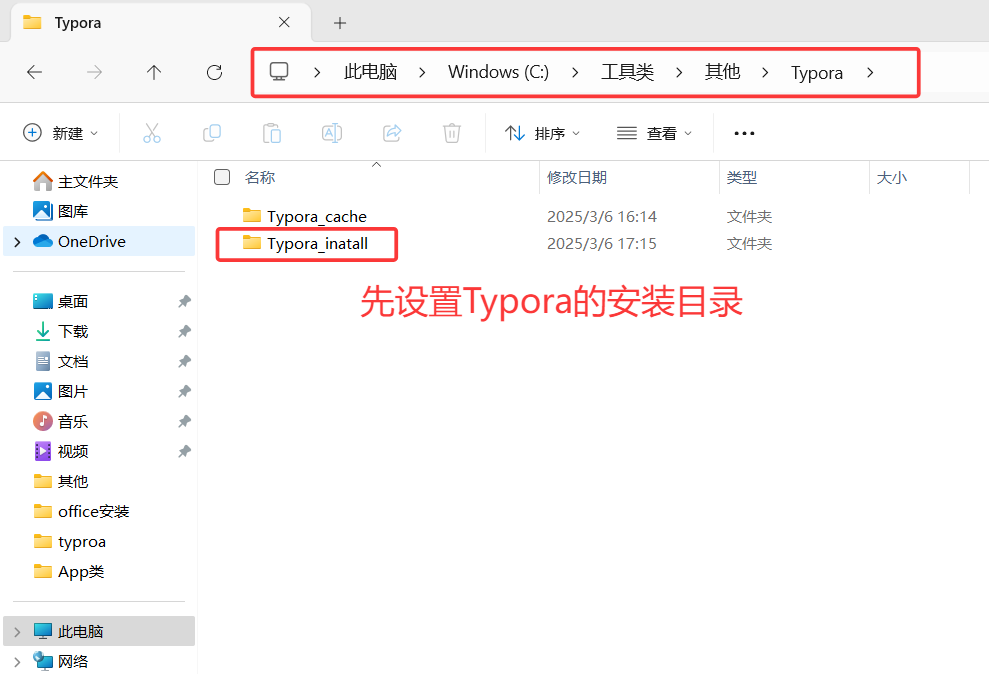 Typora
此电脑 Windows (C:) 工具类 其他 Typora
新建 排序 查看
主文件夹
图库
OneDrive
桌面
下载
文档
图片
音乐
视频
其他
office安装
typroa
App类
此电脑
网络
名称 修改日期 类型 大小
Typora_cache 2025/3/6 16:14 文件夹
Typora_inatall 2025/3/6 17:15 文件夹
先设置Typora的安装目录